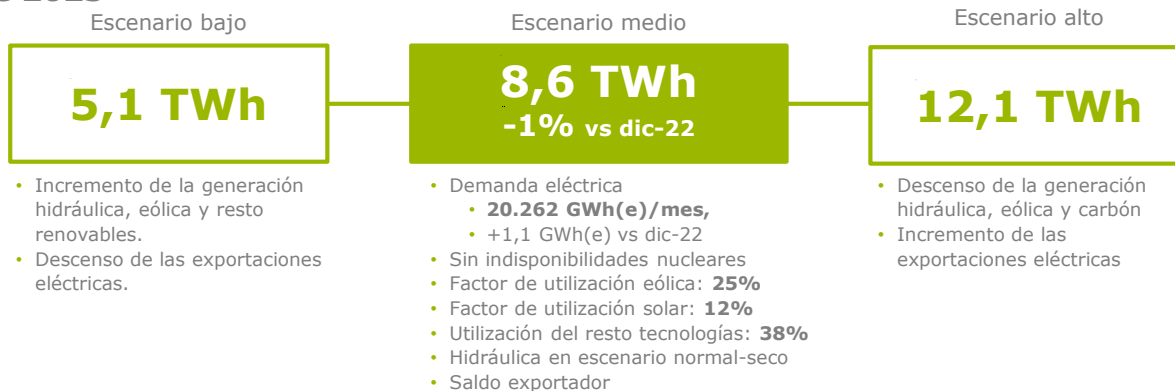 Escenario bajo
5,1 TWh
• Incremento de la generación
hidráulica, eólica y resto
renovables.
• Descenso de las exportaciones
eléctricas.
Escenario medio
8,6 TWh
-1% vs dic-22
• Demanda eléctrica
• 20.262 GWh(e)/mes,
• +1,1 GWh(e) vs dic-22
• Sin indisponibilidades nucleares
• Factor de utilización eólica: 25%
• Factor de utilización solar: 12%
• Utilización del resto tecnologías: 38%
• Hidráulica en escenario normal-seco
• Saldo exportador
Escenario alto
12,1 TWh
• Descenso de la generación
hidráulica, eólica y carbón
• Incremento de las
exportaciones eléctricas